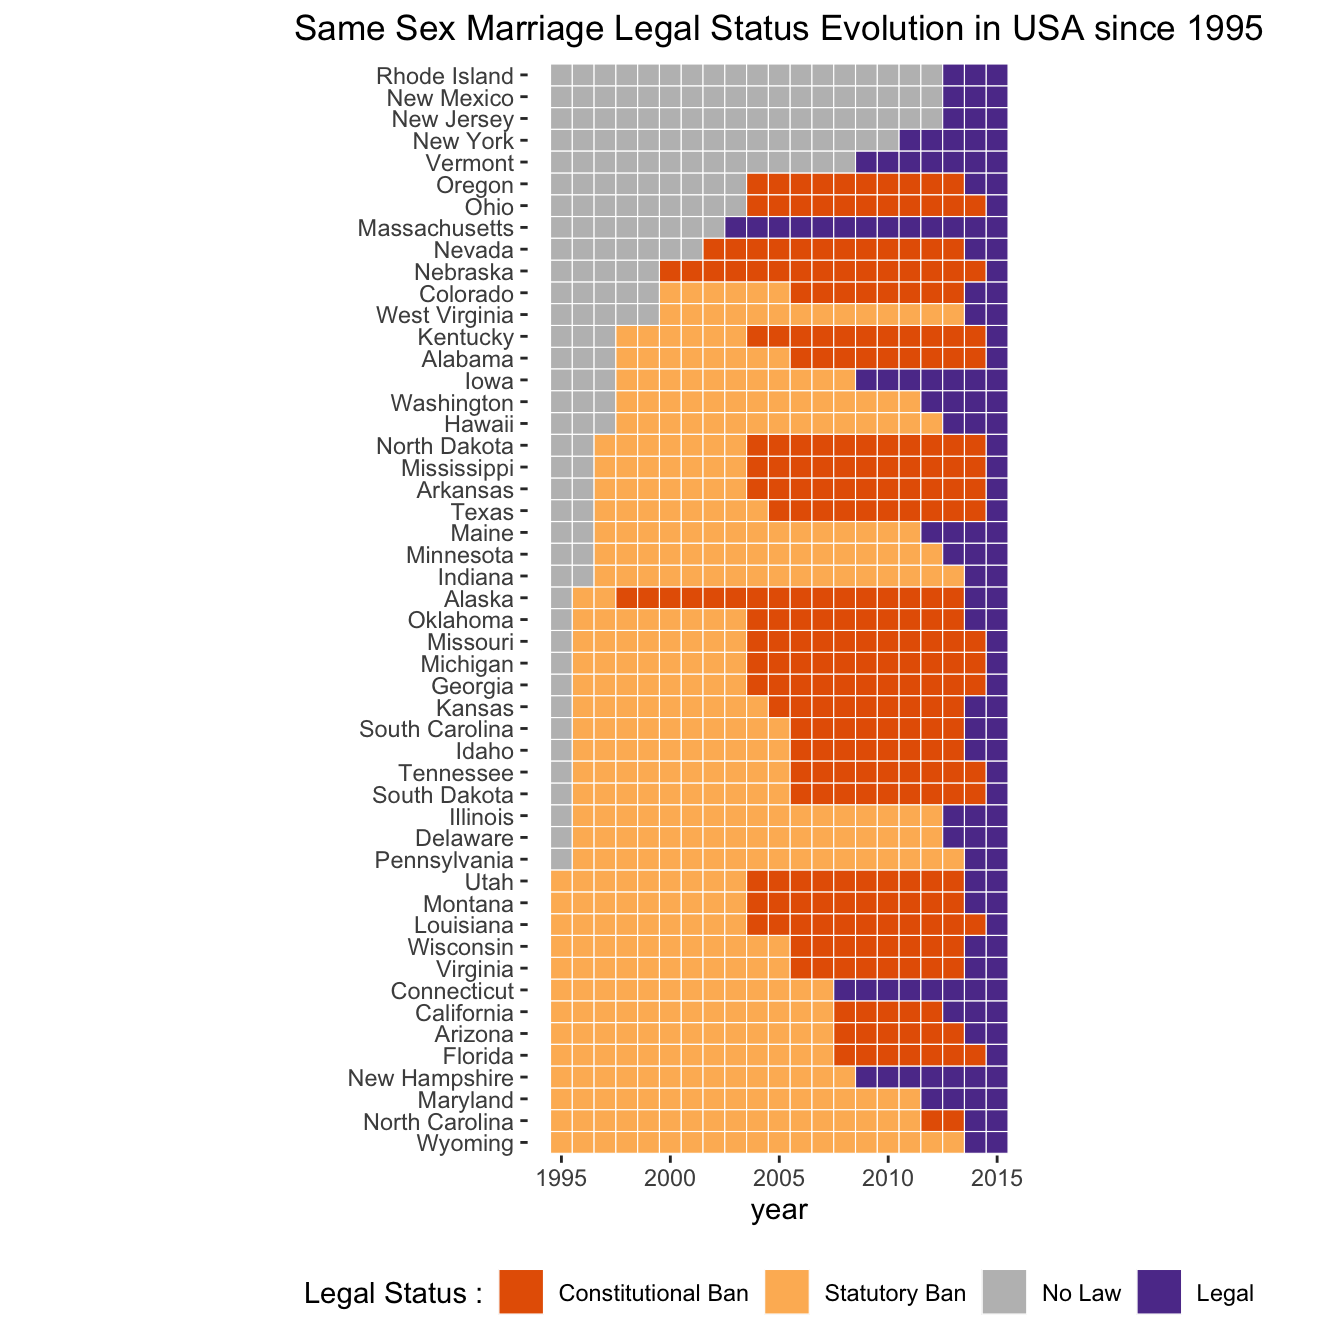 Same Sex Marriage Legal Status Evolution in USA since 1995
Rhode Island
New Mexico
New Jersey
New York
Vermont
Oregon
Ohio
Massachusetts
Nevada
Nebraska
Colorado
West Virginia
Kentucky
Alabama
Iowa
Washington
Hawaii
North Dakota
Mississippi
Arkansas
Texas
Maine
Minnesota
Indiana
Alaska
Oklahoma
Missouri
Michigan
Georgia
Kansas
South Carolina
Idaho
Tennessee
South Dakota
Illinois
Delaware
Pennsylvania
Utah
Montana
Louisiana
Wisconsin
Virginia
Connecticut
California
Arizona
Florida
New Hampshire
Maryland
North Carolina
Wyoming
1995 2000 2005 2010 2015
year
Legal Status : Constitutional Ban Statutory Ban No Law Legal